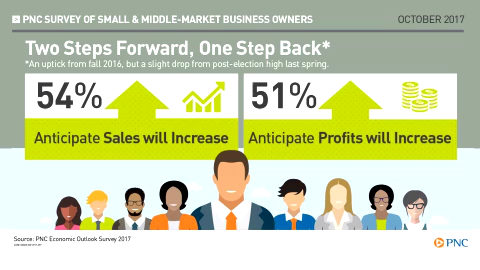 PNC SURVEY OF SMALL & MIDDLE-MARKET BUSINESS OWNERS
OCTOBER 2017
Two Steps Forward, One Step Back*
*An uptick from fall 2016, but a slight drop from post-election high last spring.
54%
Anticipate Sales will Increase
51%
Anticipate Profits will Increase
Source: PNC Economic Outlook Survey 2017
PNC